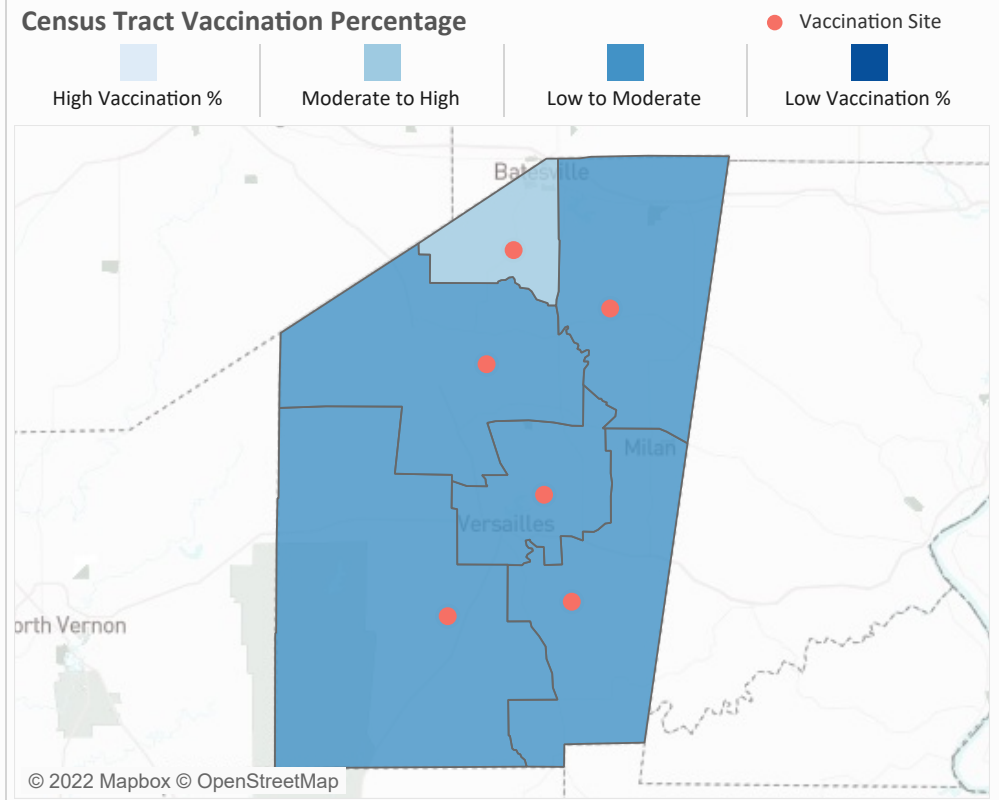 Census Tract Vaccination Percentage
Vaccination Site
High Vaccination %
Moderate to High
Low to Moderate
Low Vaccination %
Batesville
Milan
Versailles
orth Vernon
© 2022 Mapbox © OpenStreetMap